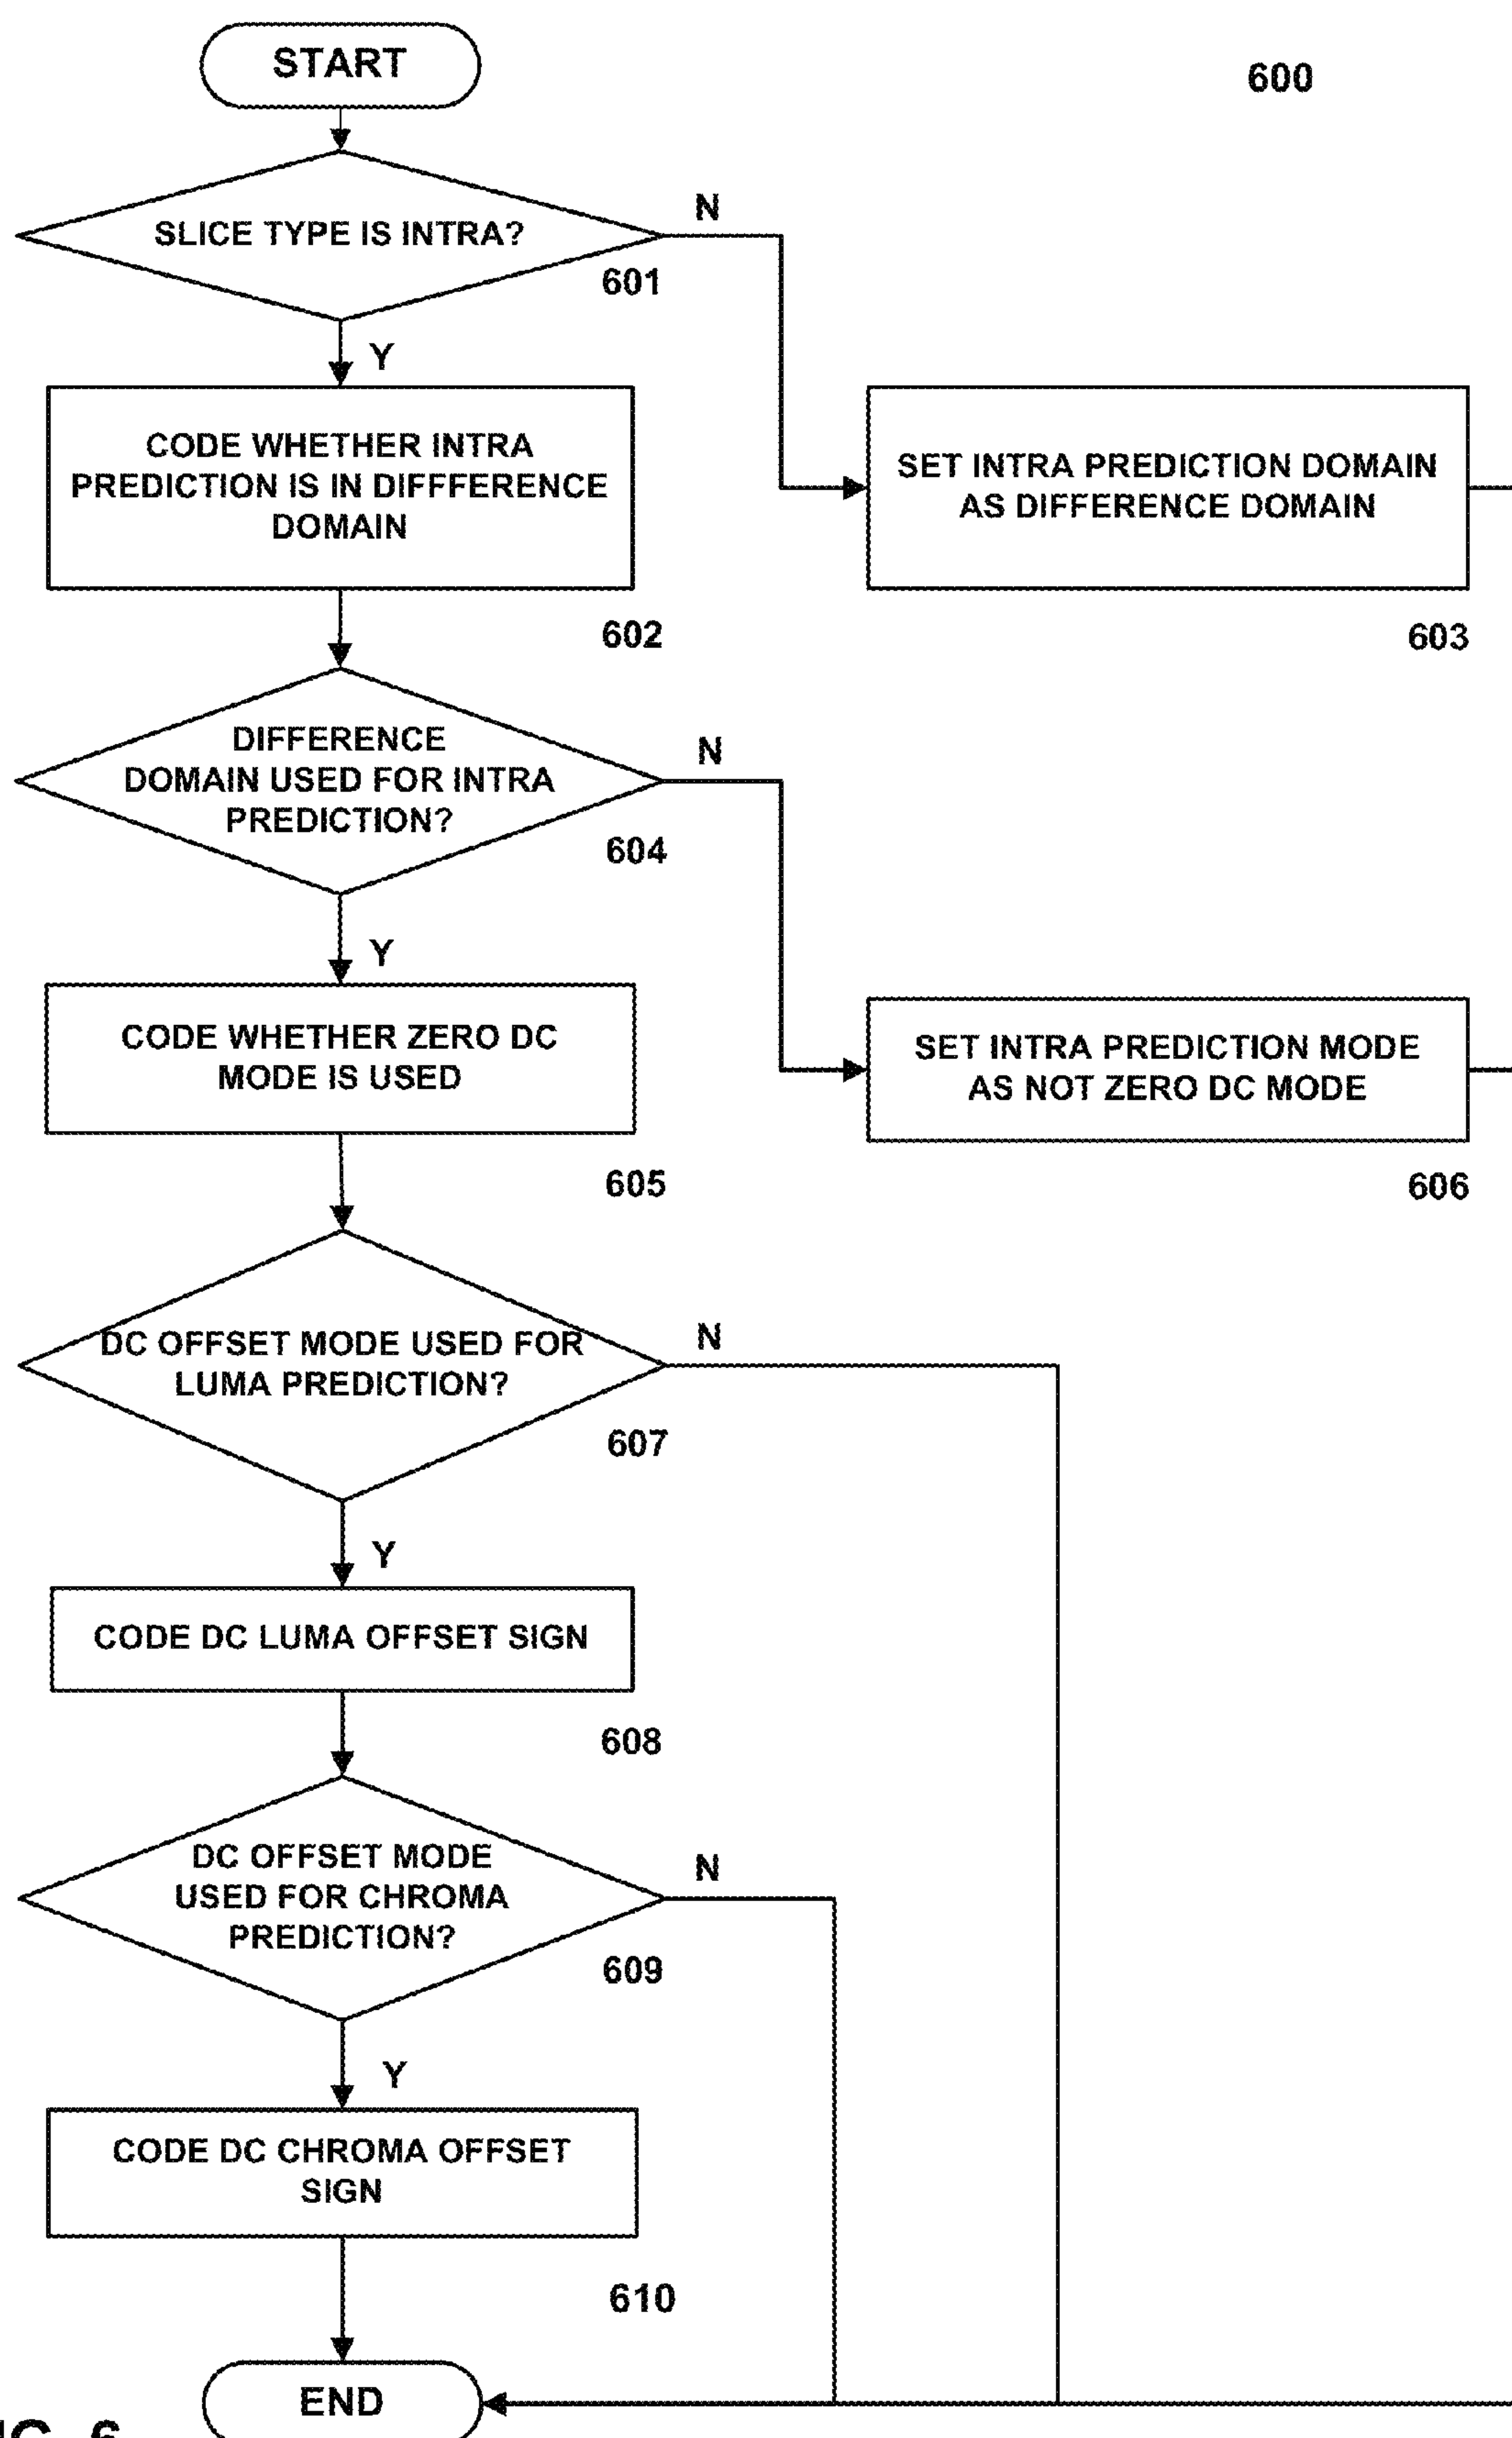 START
600
SLICE TYPE IS INTRA?
N
601
Y
CODE WHETHER INTRA
PREDICTION IS IN DIFFFERENCE
DOMAIN
602
SET INTRA PREDICTION DOMAIN
AS DIFFERENCE DOMAIN
603
DIFFERENCE
DOMAIN USED FOR INTRA
PREDICTION?
N
604
Y
CODE WHETHER ZERO DC
MODE IS USED
605
SET INTRA PREDICTION MODE
AS NOT ZERO DC MODE
606
DC OFFSET MODE USED FOR
LUMA PREDICTION?
N
607
Y
CODE DC LUMA OFFSET SIGN
608
DC OFFSET MODE
USED FOR CHROMA
PREDICTION?
N
609
Y
CODE DC CHROMA OFFSET
SIGN
610
END